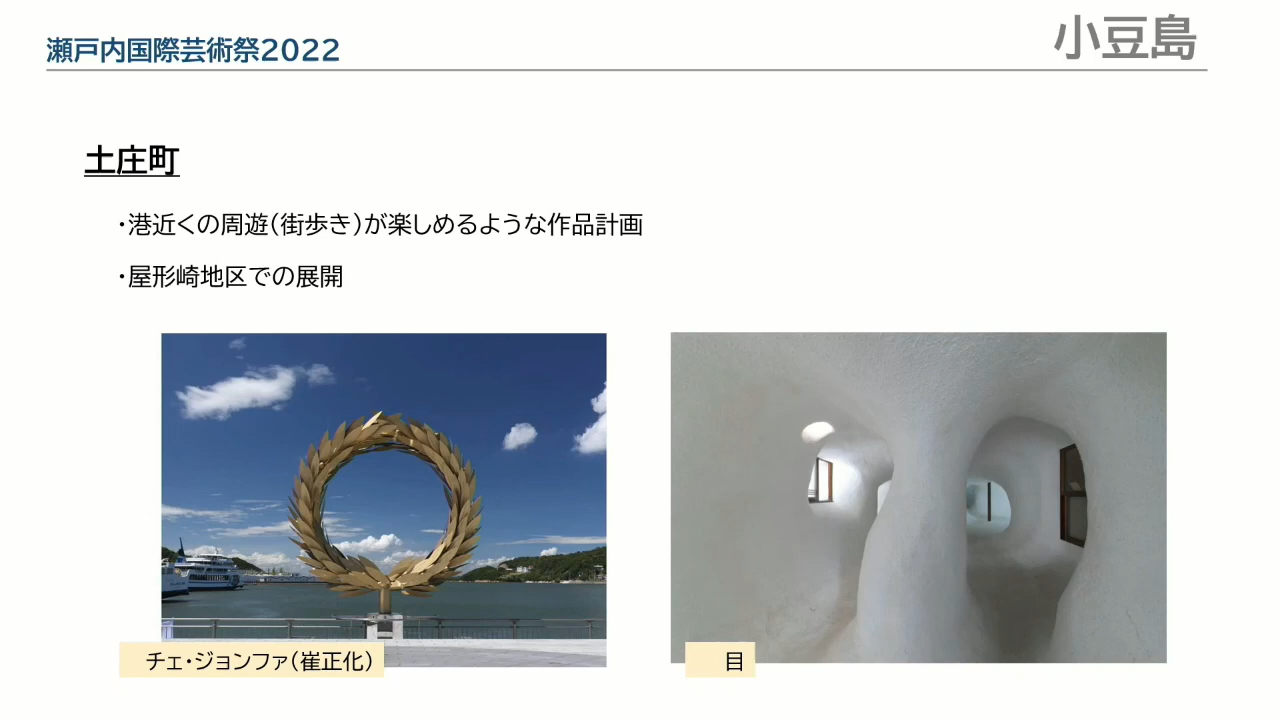 瀬戸内国際芸術祭2022
小豆島
土庄町
・港近くの周遊(街歩き)が楽しめるような作品計画
・屋形崎地区での展開
チェ・ジョンファ(崔正化)
目